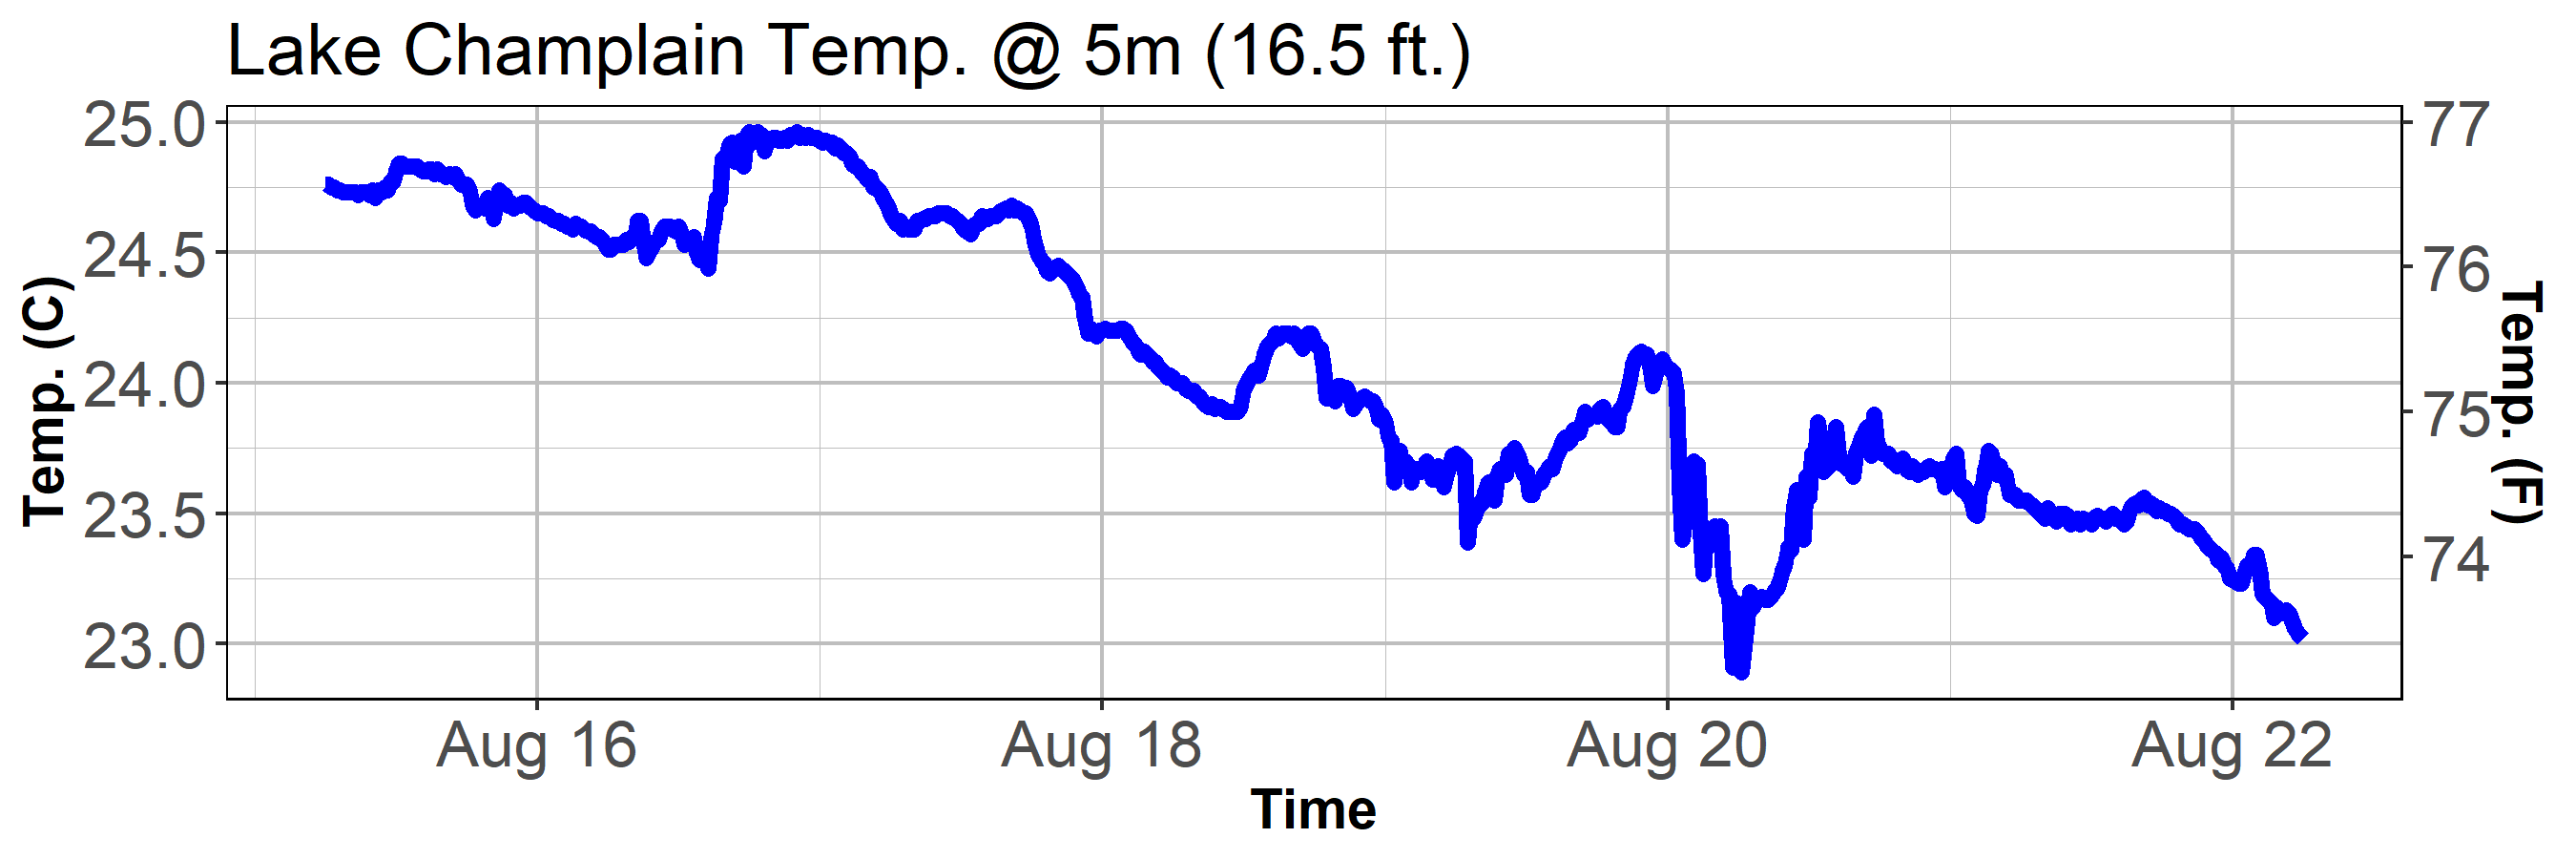 Lake Champlain Temp. @ 5m (16.5 ft.)
25.0
24.5
24.0
23.5
23.0
Temp. (C)
77
76
75
74
Temp. (F)
Aug 16 Aug 18 Aug 20 Aug 22
Time